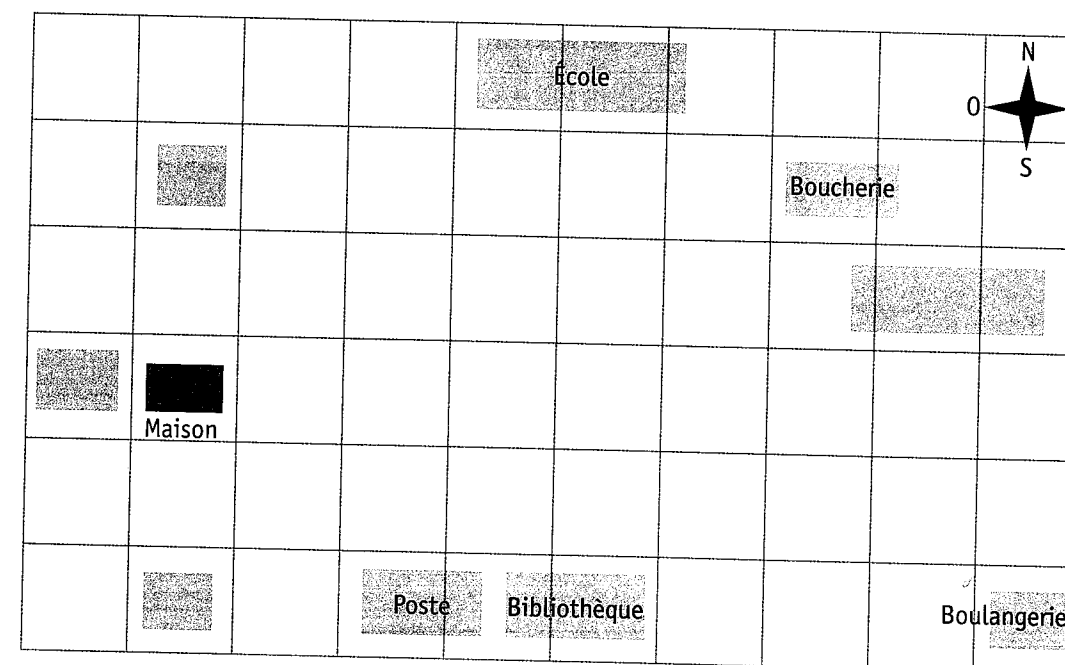 École
N
O
S
Boucherie
Maison
Poste
Bibliothèque
Boulangerie